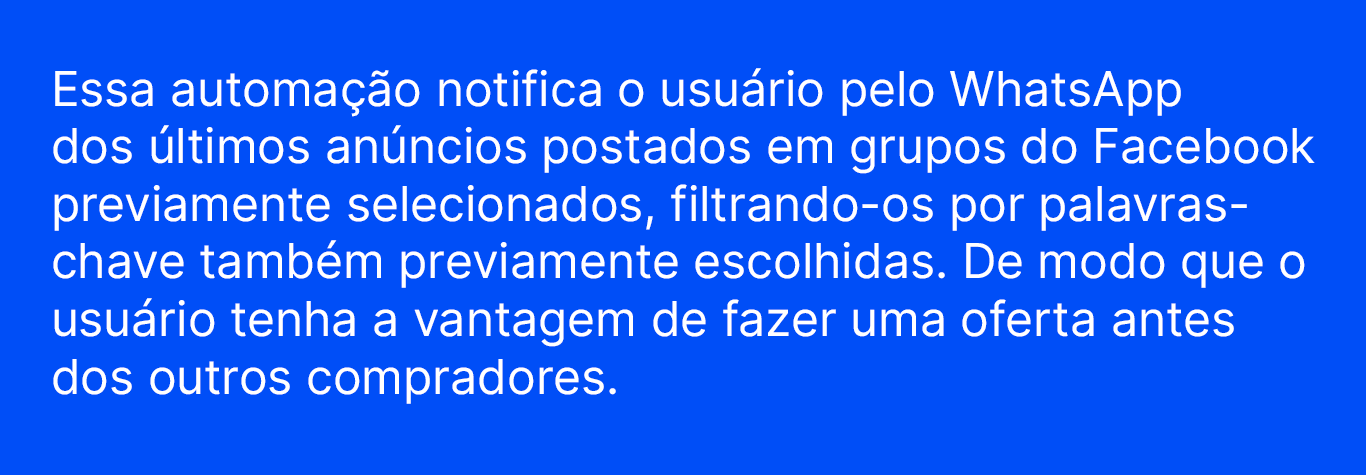 Essa automação notifica o usuário pelo WhatsApp
dos últimos anúncios postados em grupos do Facebook
previamente selecionados, filtrando-os por palavras-
chave também previamente escolhidas. De modo que o
usuário tenha a vantagem de fazer uma oferta antes
dos outros compradores.